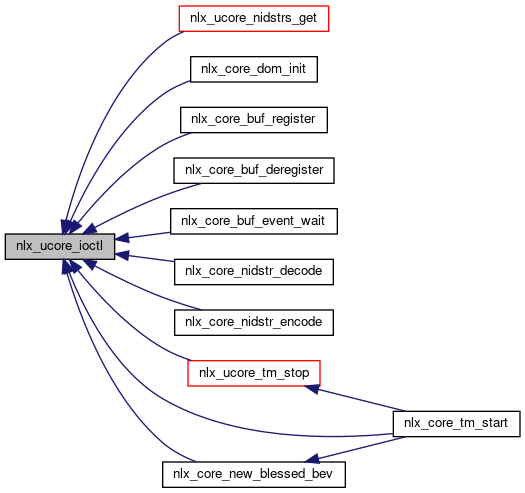 nlx_ucore_nidstrs_get
nlx_core_dom_init
nlx_core_buf_register
nlx_core_buf_deregister
nlx_core_buf_event_wait
nlx_ucore_ioctl
nlx_core_nidstr_decode
nlx_core_nidstr_encode
nlx_ucore_tm_stop
nlx_core_tm_start
nlx_core_new_blessed_bev